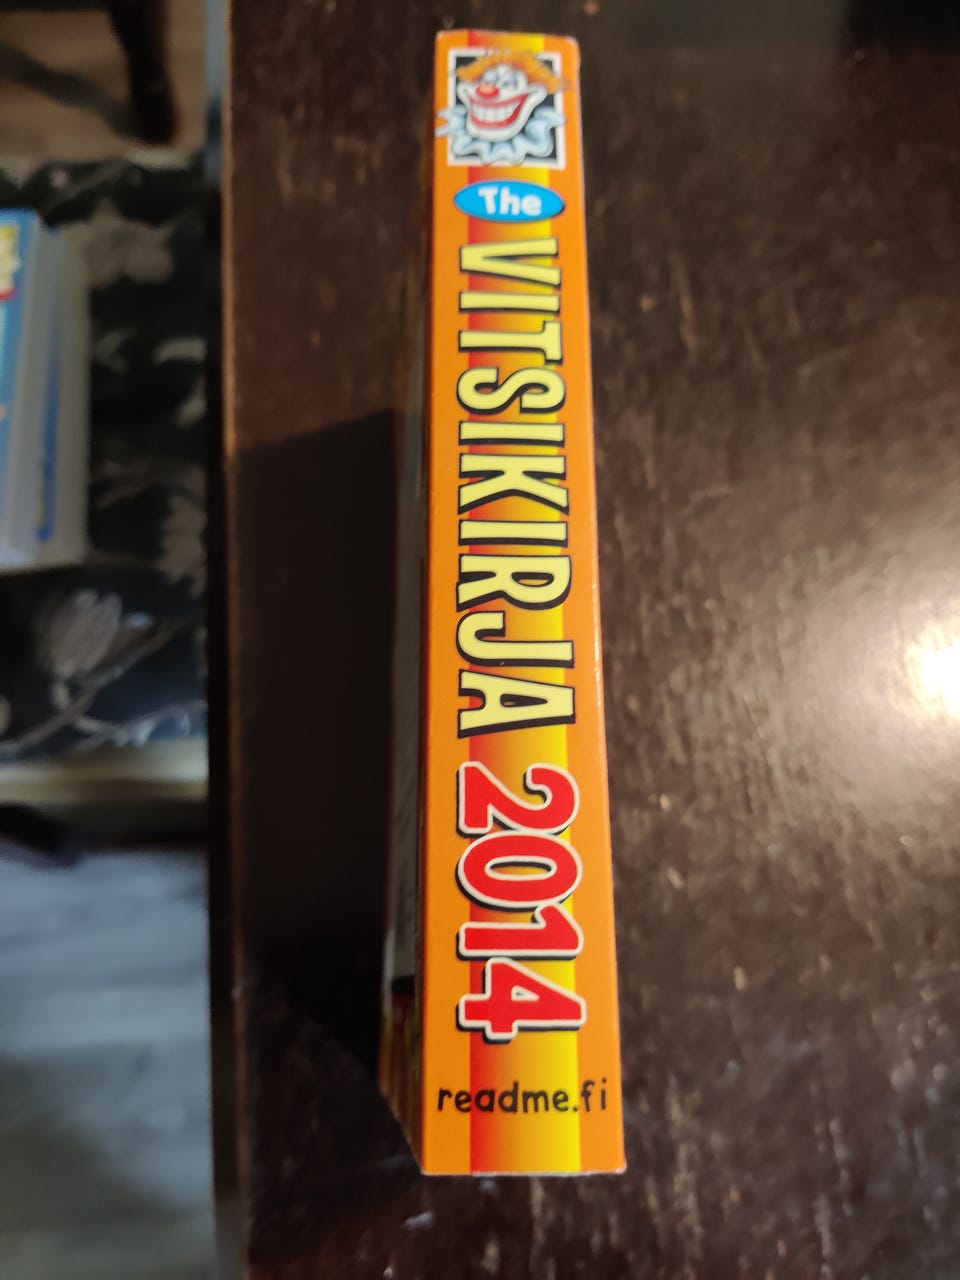 The
VITSIKIRJA 2014
readme.fi